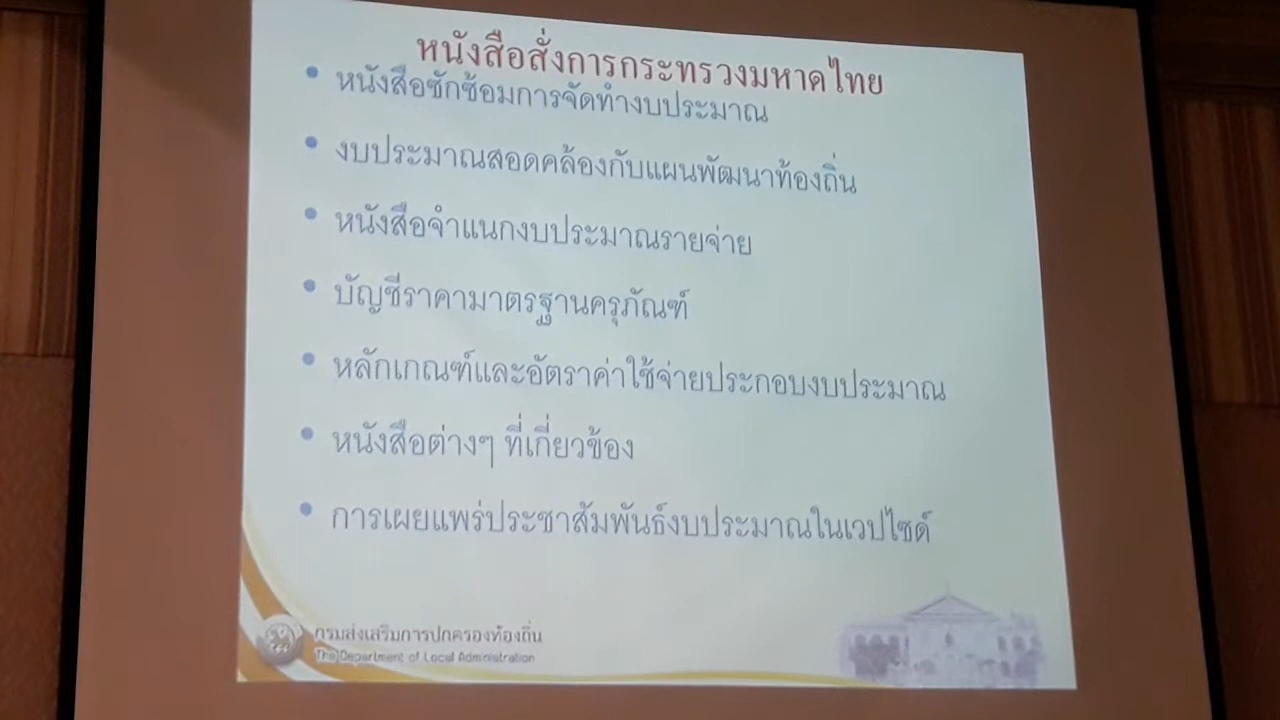 หนังสือสั่งการกระทรวงมหาดไทย
• หนังสือซักซ้อมการจัดทำงบประมาณ
• งบประมาณสอดคล้องกับแผนพัฒนาท้องถิ่น
• หนังสือจำแนกงบประมาณรายจ่าย
• บัญชีราคามาตรฐานครุภัณฑ์
• หลักเกณฑ์และอัตราค่าใช้จ่ายประกอบงบประมาณ
• หนังสือต่างๆ ที่เกี่ยวข้อง
• การเผยแพร่ประชาสัมพันธ์งบประมาณในเวปไซด์
กรมส่งเสริมการปกครองท้องถิ่น
The Department of Local Administration